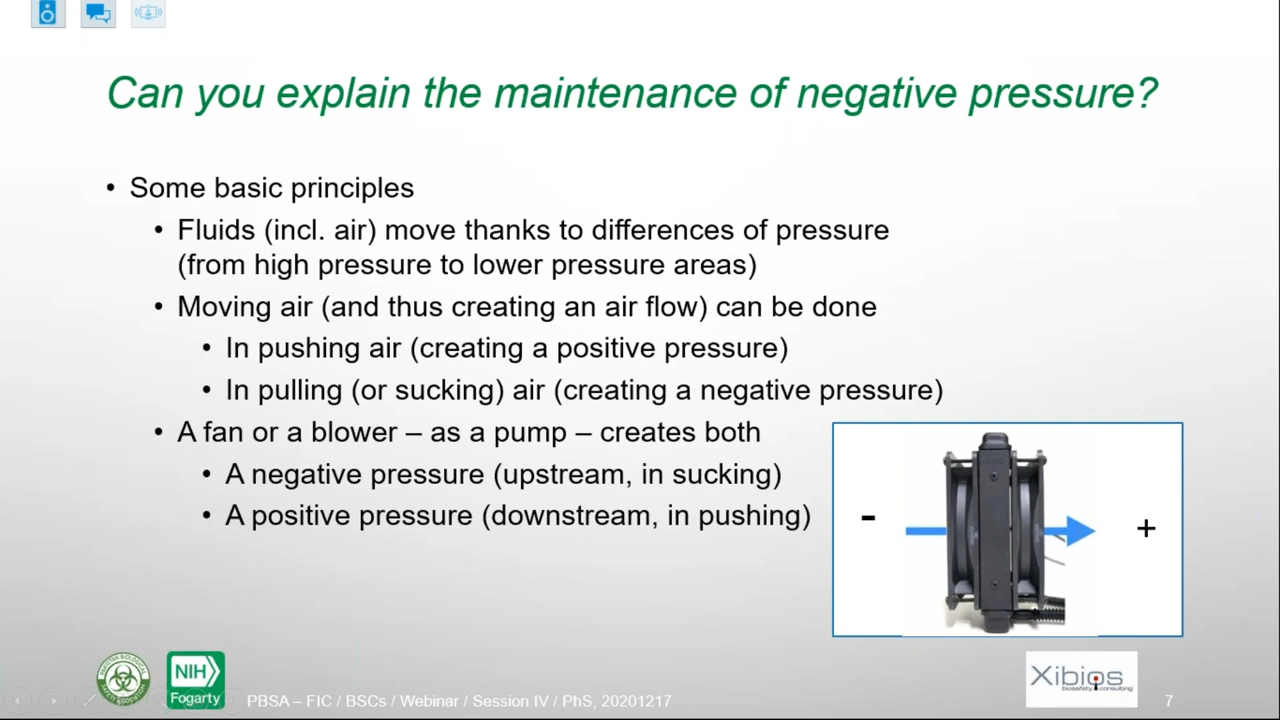 Can you explain the maintenance of negative pressure?
• Some basic principles
• Fluids (incl. air) move thanks to differences of pressure
(from high pressure to lower pressure areas)
• Moving air (and thus creating an air flow) can be done
• In pushing air (creating a positive pressure)
• In pulling (or sucking) air (creating a negative pressure)
• A fan or a blower – as a pump – creates both
• A negative pressure (upstream, in sucking)
• A positive pressure (downstream, in pushing)
- +
NIH
Fogarty
PBSA – FIC / BSCs / Webinar / Session IV / PhS, 20201217
Xibios
biosafety consulting
7